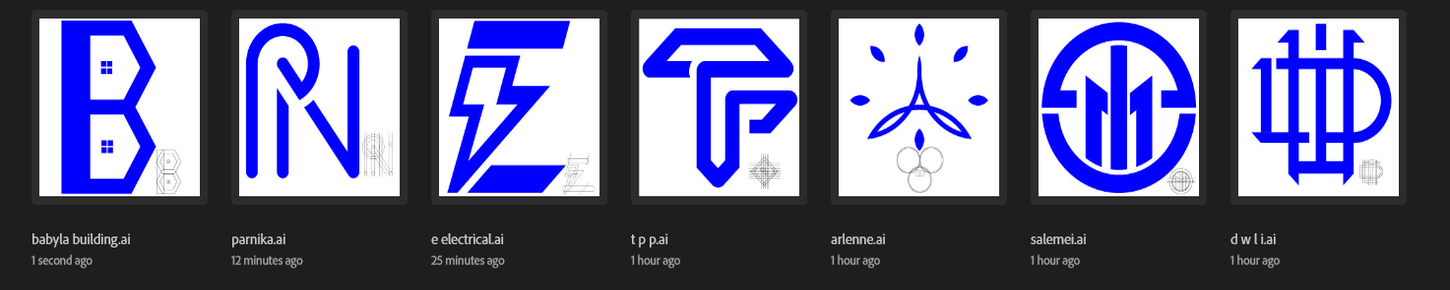 babyla building.ai
1 second ago
parnika.ai
12 minutes ago
e electrical.ai
25 minutes ago
t p p.ai
1 hour ago
arlenne.ai
1 hour ago
salemei.ai
1 hour ago
d w l i.ai
1 hour ago